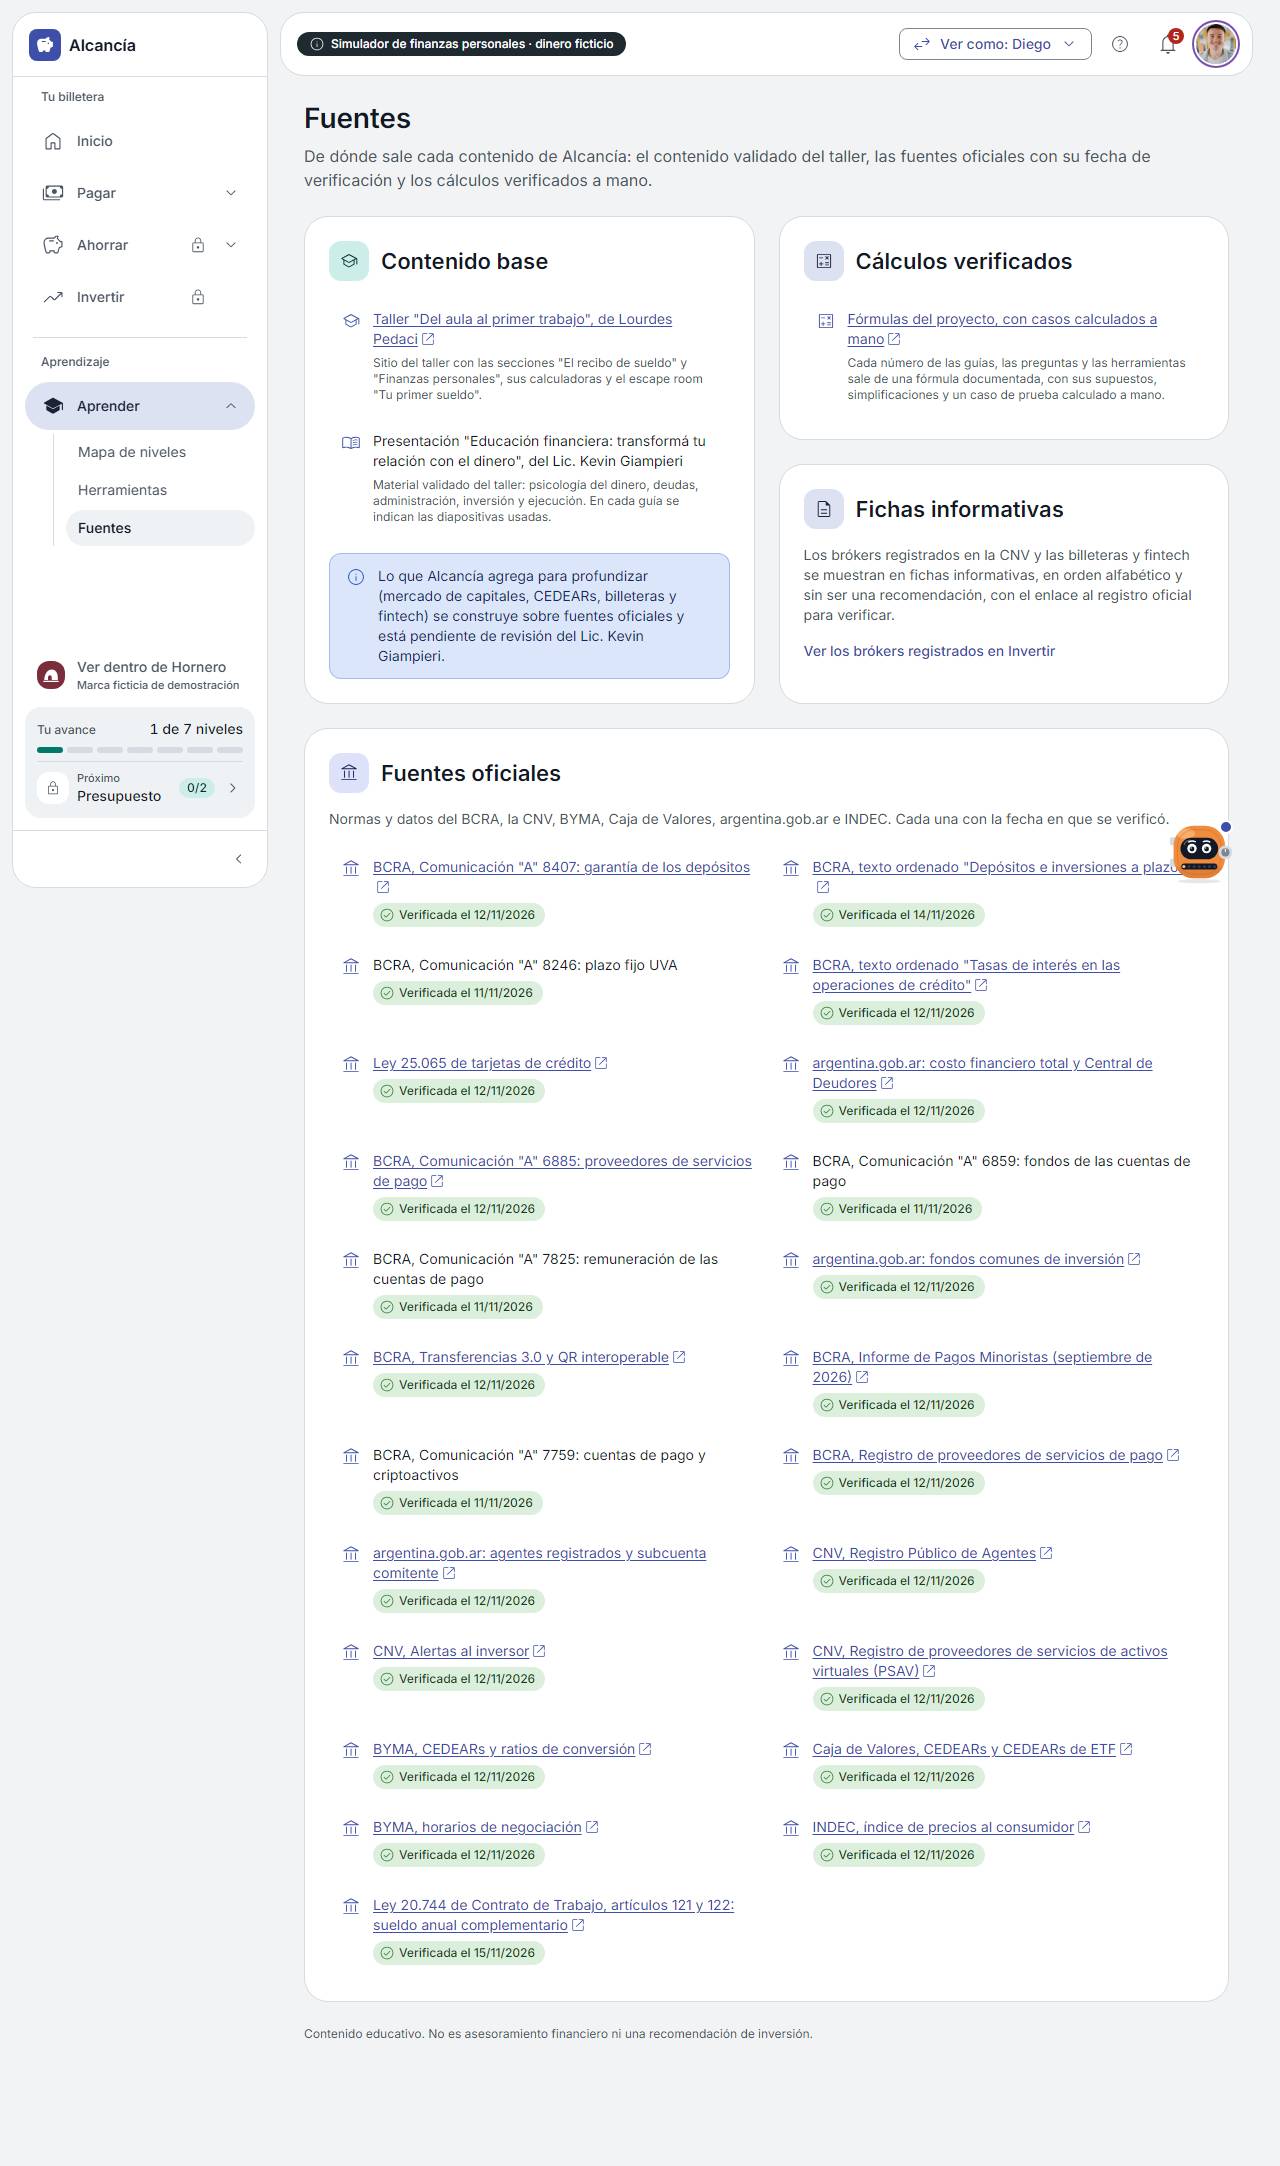 Alcancía
Simulador de finanzas personales · dinero ficticio
Ver como: Diego
5
Tu billetera
Inicio
Pagar
Ahorrar
Invertir
Aprendizaje
Aprender
Mapa de niveles
Herramientas
Fuentes
Ver dentro de Hornero
Marca ficticia de demostración
Tu avance
1 de 7 niveles
Próximo
Presupuesto
0/2
Fuentes
De dónde sale cada contenido de Alcancía: el contenido validado del taller, las fuentes oficiales con su fecha de
verificación y los cálculos verificados a mano.
Contenido base
Taller "Del aula al primer trabajo", de Lourdes
Pedaci
Sitio del taller con las secciones "El recibo de sueldo" y
"Finanzas personales", sus calculadoras y el escape room
"Tu primer sueldo".
Presentación "Educación financiera: transformá tu
relación con el dinero", del Lic. Kevin Giampieri
Material validado del taller: psicología del dinero, deudas,
administración, inversión y ejecución. En cada guía se
indican las diapositivas usadas.
Lo que Alcancía agrega para profundizar
(mercado de capitales, CEDEARs, billeteras y
fintech) se construye sobre fuentes oficiales y
está pendiente de revisión del Lic. Kevin
Giampieri.
Cálculos verificados
Fórmulas del proyecto, con casos calculados a
mano
Cada número de las guías, las preguntas y las herramientas
sale de una fórmula documentada, con sus supuestos,
simplificaciones y un caso de prueba calculado a mano.
Fichas informativas
Los brókers registrados en la CNV y las billeteras y fintech
se muestran en fichas informativas, en orden alfabético y
sin ser una recomendación, con el enlace al registro oficial
para verificar.
Ver los brókers registrados en Invertir
Fuentes oficiales
Normas y datos del BCRA, la CNV, BYMA, Caja de Valores, argentina.gob.ar e INDEC. Cada una con la fecha en que se verificó.
BCRA, Comunicación "A" 8407: garantía de los depósitos
Verificada el 12/11/2026
BCRA, texto ordenado "Depósitos e inversiones a plazo
Verificada el 14/11/2026
BCRA, Comunicación "A" 8246: plazo fijo UVA
Verificada el 11/11/2026
BCRA, texto ordenado "Tasas de interés en las
operaciones de crédito"
Verificada el 12/11/2026
Ley 25.065 de tarjetas de crédito
Verificada el 12/11/2026
argentina.gob.ar: costo financiero total y Central de
Deudores
Verificada el 12/11/2026
BCRA, Comunicación "A" 6885: proveedores de servicios
de pago
Verificada el 12/11/2026
BCRA, Comunicación "A" 6859: fondos de las cuentas de
pago
Verificada el 11/11/2026
BCRA, Comunicación "A" 7825: remuneración de las
cuentas de pago
Verificada el 11/11/2026
argentina.gob.ar: fondos comunes de inversión
Verificada el 12/11/2026
BCRA, Transferencias 3.0 y QR interoperable
Verificada el 12/11/2026
BCRA, Informe de Pagos Minoristas (septiembre de
2026)
Verificada el 12/11/2026
BCRA, Comunicación "A" 7759: cuentas de pago y
criptoactivos
Verificada el 11/11/2026
BCRA, Registro de proveedores de servicios de pago
Verificada el 12/11/2026
argentina.gob.ar: agentes registrados y subcuenta
comitente
Verificada el 12/11/2026
CNV, Registro Público de Agentes
Verificada el 12/11/2026
CNV, Alertas al inversor
Verificada el 12/11/2026
CNV, Registro de proveedores de servicios de activos
virtuales (PSAV)
Verificada el 12/11/2026
BYMA, CEDEARs y ratios de conversión
Verificada el 12/11/2026
Caja de Valores, CEDEARs y CEDEARs de ETF
Verificada el 12/11/2026
BYMA, horarios de negociación
Verificada el 12/11/2026
INDEC, índice de precios al consumidor
Verificada el 12/11/2026
Ley 20.744 de Contrato de Trabajo, artículos 121 y 122:
sueldo anual complementario
Verificada el 15/11/2026
Contenido educativo. No es asesoramiento financiero ni una recomendación de inversión.